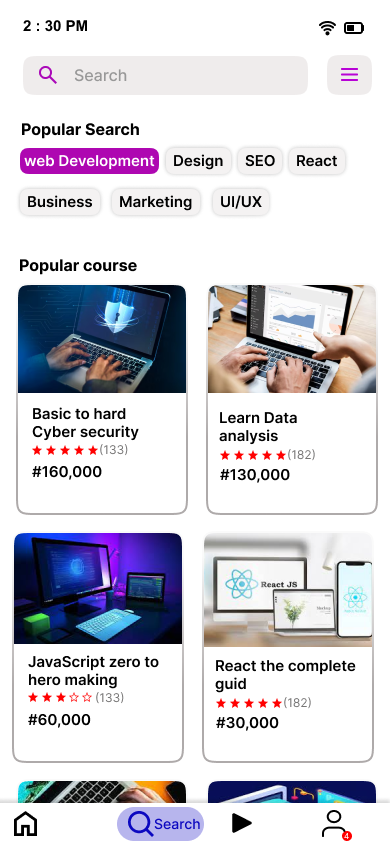 2 : 30 PM
Search
Popular Search
web Development Design SEO React
Business Marketing UI/UX
Popular course
Basic to hard
Cyber security
(133)
#160,000
Learn Data
analysis
(182)
#130,000
React JS
JavaScript zero to
hero making
(133)
#60,000
React the complete
guid
(182)
#30,000
Search
4